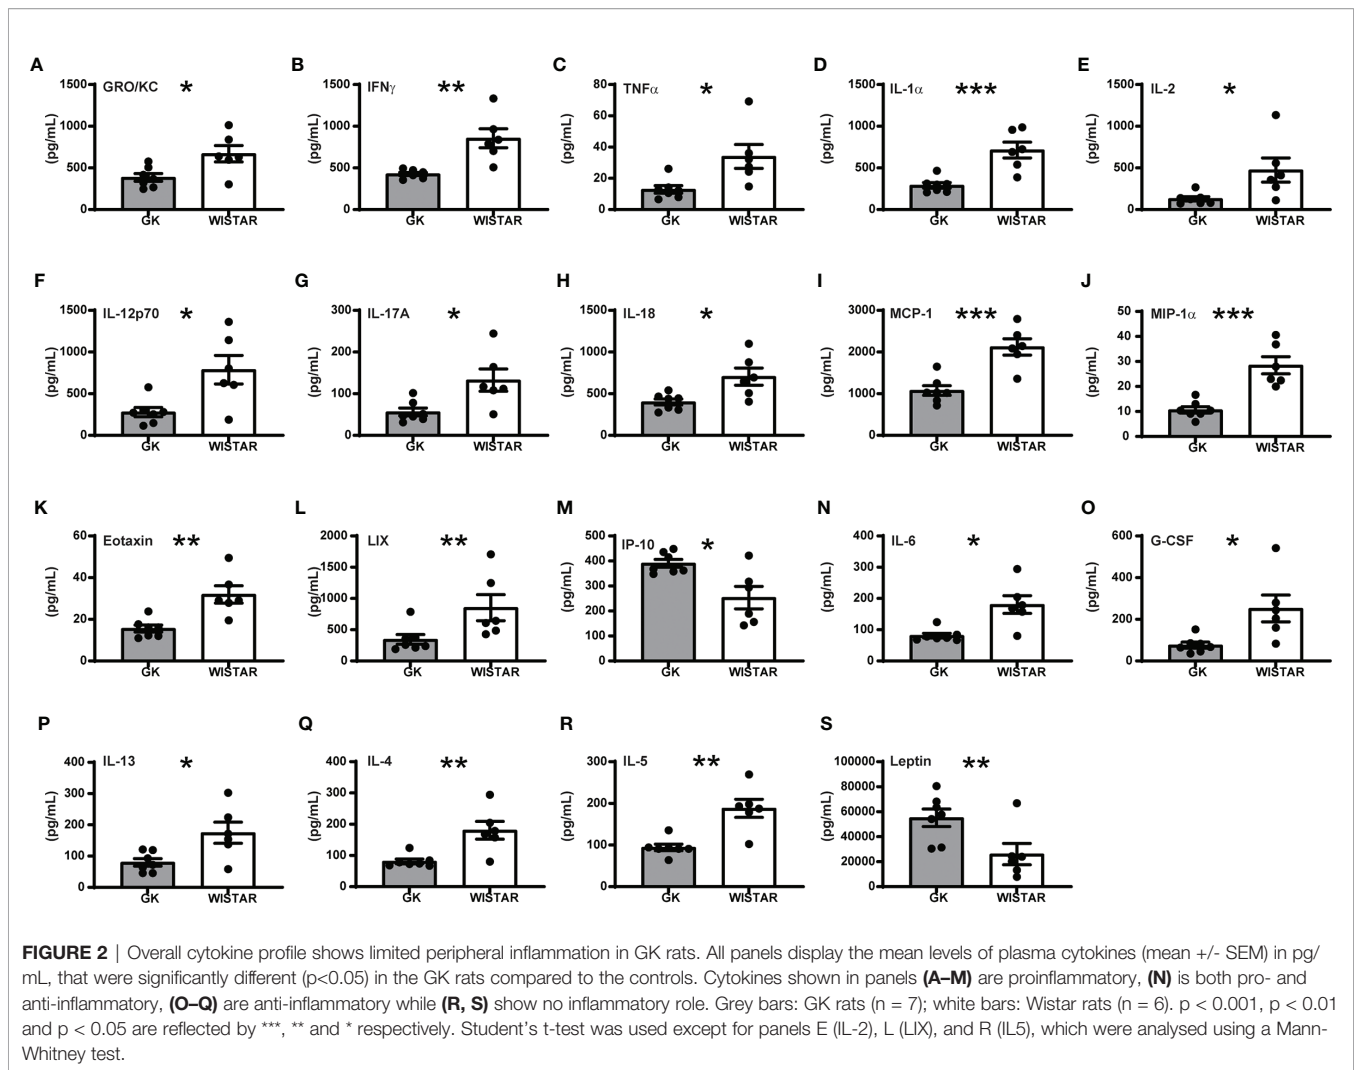 A B C D E
GRO/KC * IFNγ ** TNFα * IL-1α *** IL-2 *
1500 1500 80 1500 1500
1000 1000 60 1000 1000
40
500 500 20 500 500
0 0 0 0 0
(pg/mL) (pg/mL) (pg/mL) (pg/mL) (pg/mL)
GK WISTAR GK WISTAR GK WISTAR GK WISTAR GK WISTAR
F G H I J
IL-12p70 * IL-17A * IL-18 * MCP-1 *** MIP-1α ***
1500 300 1500 3000 50
40
1000 200 1000 2000 30
500 100 500 1000 20
10
0 0 0 0 0
(pg/mL) (pg/mL) (pg/mL) (pg/mL) (pg/mL)
GK WISTAR GK WISTAR GK WISTAR GK WISTAR GK WISTAR
K L M N O
Eotaxin ** LIX ** IP-10 * IL-6 * G-CSF *
60 2000 500 400 600
40 1500 400 300 400
1000 300 200
20 500 200 100 200
100
0 0 0 0 0
(pg/mL) (pg/mL) (pg/mL) (pg/mL) (pg/mL)
GK WISTAR GK WISTAR GK WISTAR GK WISTAR GK WISTAR
P Q R S
IL-13 * IL-4 ** IL-5 ** Leptin **
400 400 300 100000
300 300 200 80000
200 200 60000
100 100 100 40000
20000
0 0 0 0
(pg/mL) (pg/mL) (pg/mL) (pg/mL)
GK WISTAR GK WISTAR GK WISTAR GK WISTAR
FIGURE 2 | Overall cytokine profile shows limited peripheral inflammation in GK rats. All panels display the mean levels of plasma cytokines (mean +/- SEM) in pg/
mL, that were significantly different (p<0.05) in the GK rats compared to the controls. Cytokines shown in panels (A–M) are proinflammatory, (N) is both pro- and
anti-inflammatory, (O–Q) are anti-inflammatory while (R, S) show no inflammatory role. Grey bars: GK rats (n = 7); white bars: Wistar rats (n = 6). p < 0.001, p < 0.01
and p < 0.05 are reflected by ***, ** and * respectively. Student's t-test was used except for panels E (IL-2), L (LIX), and R (IL5), which were analysed using a Mann-
Whitney test.